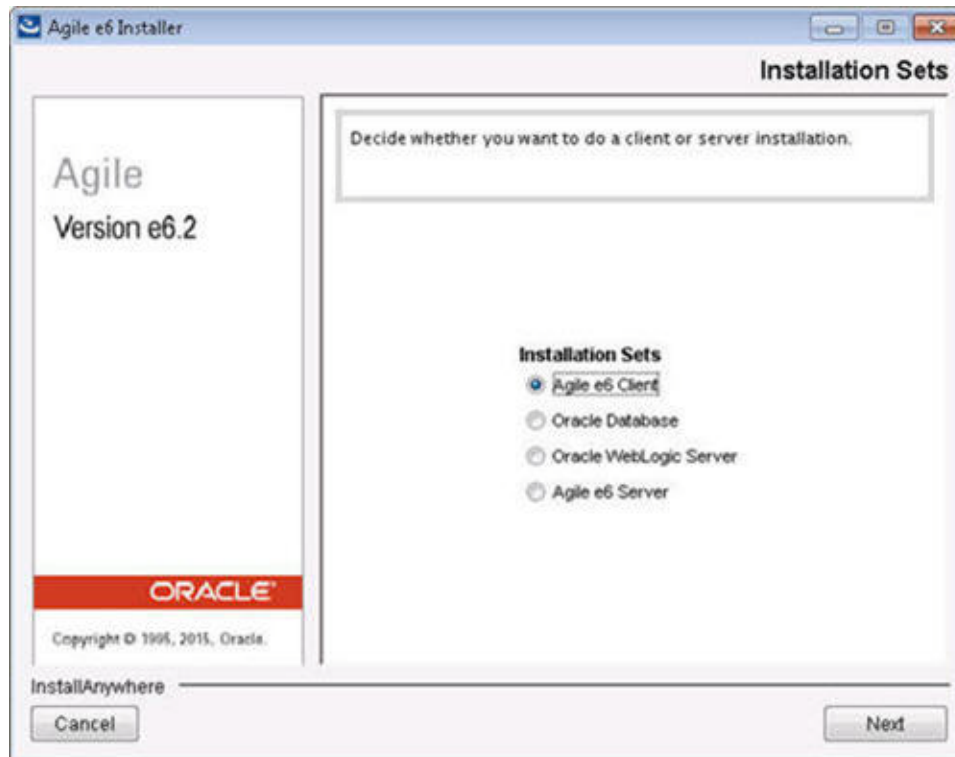 Agile e6 Installer
Installation Sets
Agile
Version e6.2
ORACLE®
Copyright © 1995, 2015, Oracle.
Decide whether you want to do a client or server installation.
Installation Sets
Agile e6 Client
Oracle Database
Oracle WebLogic Server
Agile e6 Server
InstallAnywhere
Cancel
Next